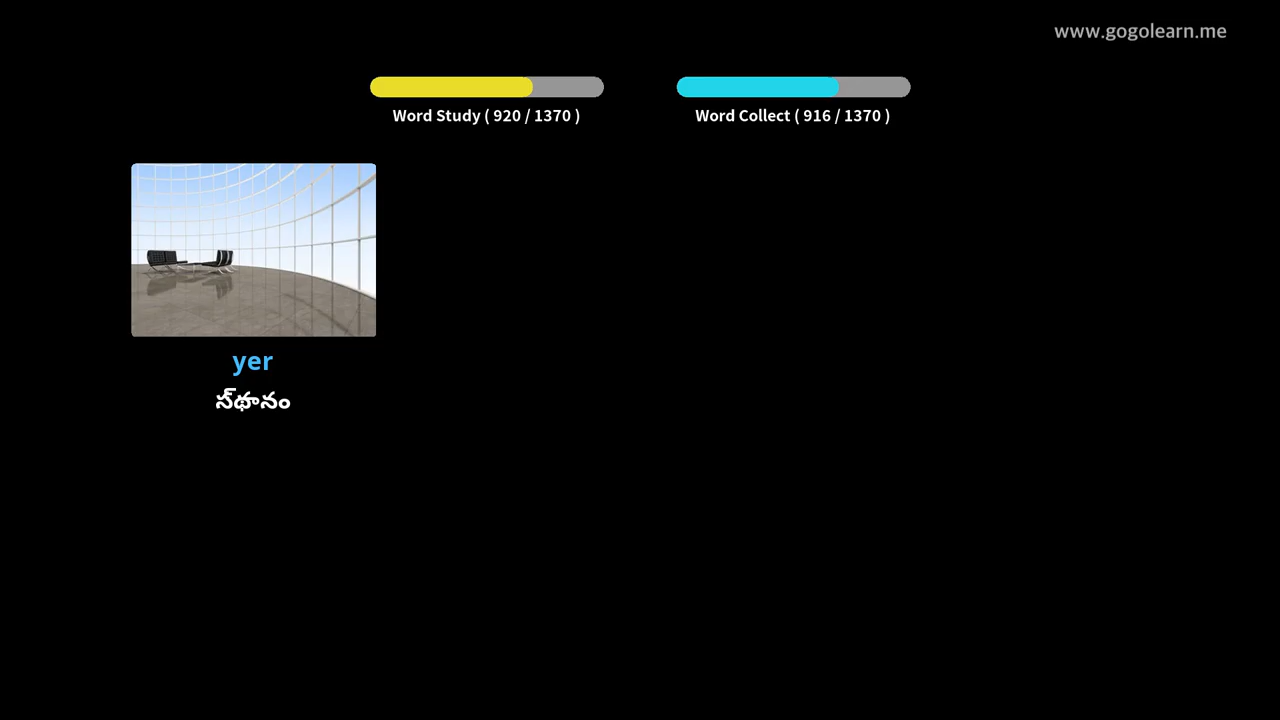 www.gogolearn.me
Word Study ( 920 / 1370 )
Word Collect ( 916 / 1370 )
yer
స్థానం